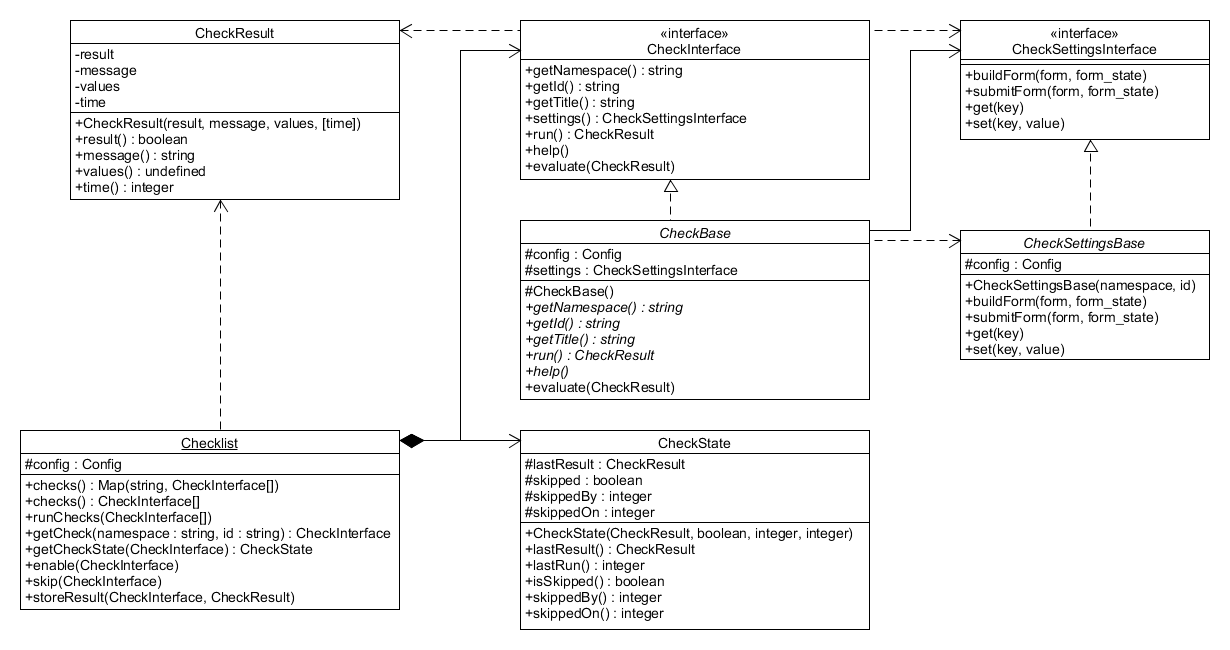 CheckResult
-result
-message
-values
-time
+CheckResult(result, message, values, [time])
+result() : boolean
+message() : string
+values() : undefined
+time() : integer
«interface»
CheckInterface
+getNamespace() : string
+getId() : string
+getTitle() : string
+settings() : CheckSettingsInterface
+run() : CheckResult
+help()
+evaluate(CheckResult)
«interface»
CheckSettingsInterface
+buildForm(form, form_state)
+submitForm(form, form_state)
+get(key)
+set(key, value)
CheckBase
#config : Config
#settings : CheckSettingsInterface
#CheckBase()
+getNamespace() : string
+getId() : string
+getTitle() : string
+run() : CheckResult
+help()
+evaluate(CheckResult)
CheckSettingsBase
#config : Config
+CheckSettingsBase(namespace, id)
+buildForm(form, form_state)
+submitForm(form, form_state)
+get(key)
+set(key, value)
Checklist
#config : Config
+checks() : Map(string, CheckInterface[])
+checks() : CheckInterface[]
+runChecks(CheckInterface[])
+getCheck(namespace : string, id : string) : CheckInterface
+getCheckState(CheckInterface) : CheckState
+enable(CheckInterface)
+skip(CheckInterface)
+storeResult(CheckInterface, CheckResult)
CheckState
#lastResult : CheckResult
#skipped : boolean
#skippedBy : integer
#skippedOn : integer
+CheckState(CheckResult, boolean, integer, integer)
+lastResult() : CheckResult
+lastRun() : integer
+isSkipped() : boolean
+skippedBy() : integer
+skippedOn() : integer